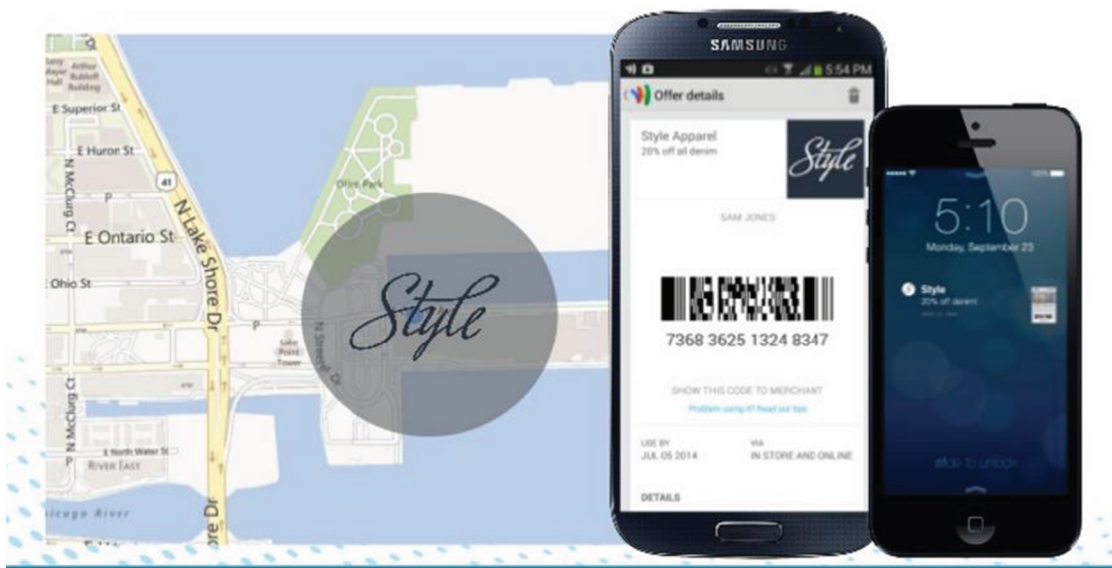 Arthur
Rubloff
Building
E Superior St
E Huron St
N McClurg Ct
41
P
E Ontario St
N Lake Shore Dr
Olive Park
Ohio St
P
Lake
Point
Tower
N Streeter Dr
Style
N McClurg Ct
E North Water St
P
RIVER EAST
icago River
ore Dr
SAMSUNG
5:54 PM
Offer details
Style Apparel
20% off all denim
Style
SAM JONES
7368 3625 1324 8347
SHOW THIS CODE TO MERCHANT
Problem using it? Read our tips
USE BY
JUL 05 2014
VIA
IN STORE AND ONLINE
DETAILS
100%
5:10
Monday, September 23
Style
20% off denim!
slide to unlock